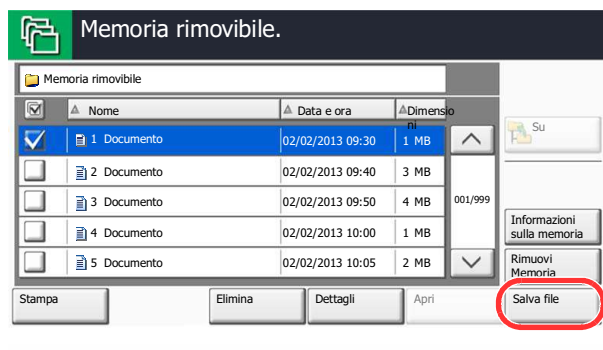 Memoria rimovibile.
Memoria rimovibile
Nome Data e ora Dimensio
ni
1 Documento 02/02/2013 09:30 1 MB
2 Documento 02/02/2013 09:40 3 MB
3 Documento 02/02/2013 09:50 4 MB
4 Documento 02/02/2013 10:00 1 MB
5 Documento 02/02/2013 10:05 2 MB
001/999
Su
Informazioni
sulla memoria
Rimuovi
Memoria
Stampa Elimina Dettagli Apri Salva file